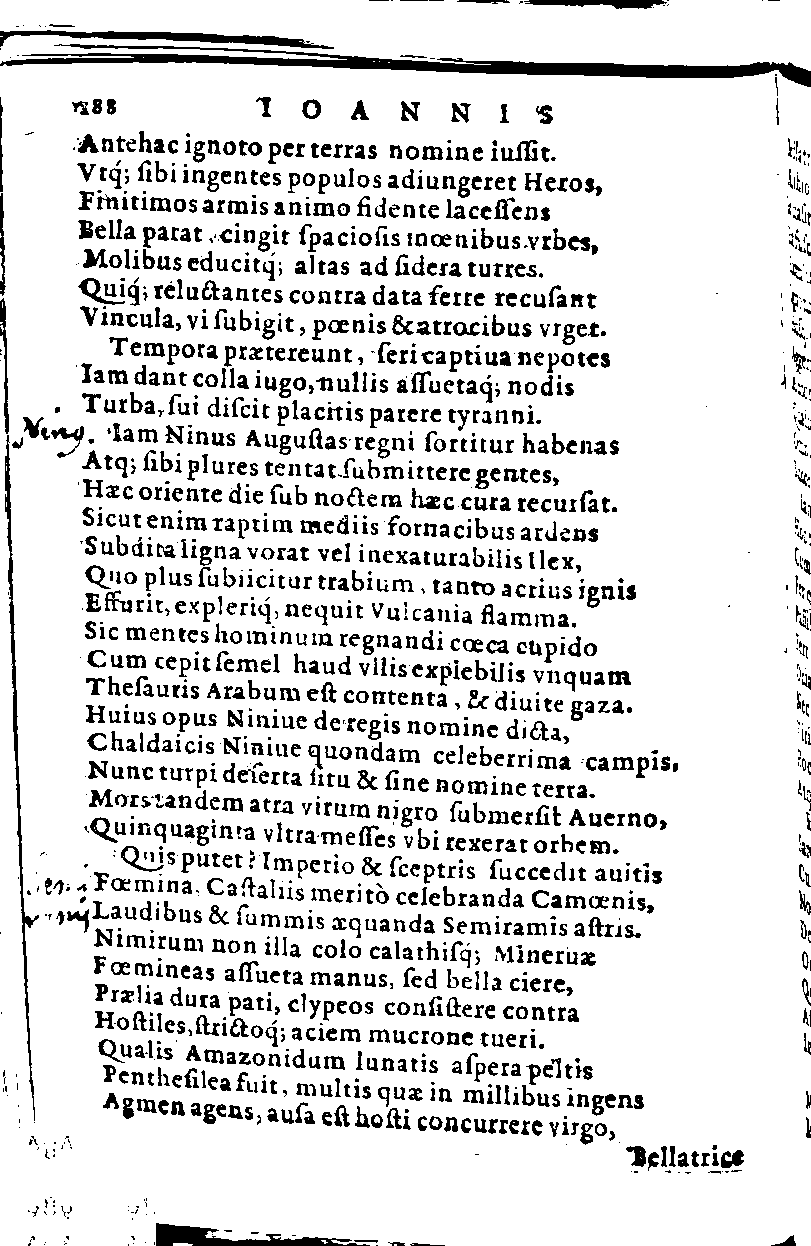 188 IOANNIS
Antehac ignoto per terras nomine iuſſit.
Vtq́; ſibi ingentes populos adiungeret Heros,
Finitimos armis animo fidente laceſſens
Bella parat, cingit ſpacioſis mœnibus vrbes,
Molibus educitq́; altas ad ſidera turres.
Quiq́; reluctantes contra data ferre recuſant
Vincula, vi ſubigit, pœnis & atrocibus vrget.
Tempora prætereunt, ſeri captiua nepotes
Iam dant colla iugo, nullis aſſuetaq́; nodis
Turba, ſui diſcit placitis parere tyranni.
Iam Ninus Auguſtas regni ſortitur habenas
Atq; ſibi plures tentat ſubmittere gentes,
Hæc oriente die ſub noctem hæc cura recurſat.
Sicut enim raptim mediis fornacibus ardens
Subdita ligna vorat vel inexaturabilis Ilex,
Quo plus ſubiicitur trabium, tanto acrius ignis
Effurit, expleriq́; nequit Vulcania flamma.
Sic mentes hominum regnandi cœca cupido
Cum cepit ſemel haud vllis explebilis vnquam
Theſauris Arabum eſt contenta, & diuite gaza.
Huius opus Niniue de regis nomine dicta,
Chaldaicis Niniue quondam celeberrima campis,
Nunc turpi deſerta ſitu & ſine nomine terra.
Mors tandem atra virum nigro ſubmerſit Auerno,
Quinquaginta vltra meſſes vbi rexerat orbem.
Quis putet? Imperio & ſceptris ſuccedit auitis
Fœmina, Caſtaliis meritò celebranda Camœnis,
Laudibus & ſummis æquanda Semiramis aſtris.
Nimirum non illa colo calathiſq́; Mineruæ
Fœmineas aſſueta manus, ſed bella ciere,
Prælia dura pati, clypeos conſiſtere contra
Hoſtiles, ſtrictoq́; aciem mucrone tueri.
Qualis Amazonidum lunatis aſpera peltis
Pentheſilea fuit, multis quæ in millibus ingens
Agmen agens, auſa eſt hoſti concurrere virgo,
Bellatrice